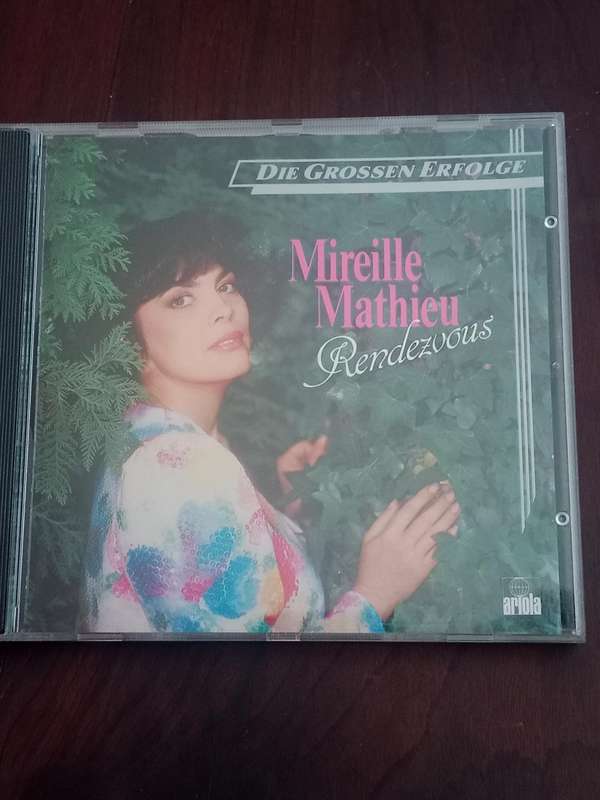 DIE GROSSEN ERFOLGE
Mireille
Mathieu
Rendezvous
ariola